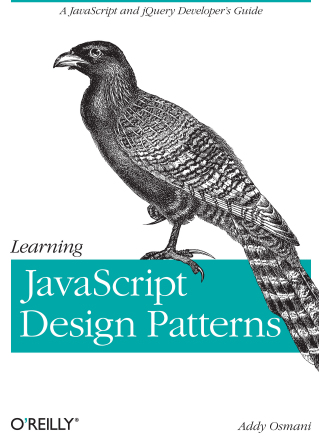 A JavaScript and jQuery Developer's Guide
Learning
JavaScript
Design Patterns
O'REILLY®
Addy Osmani